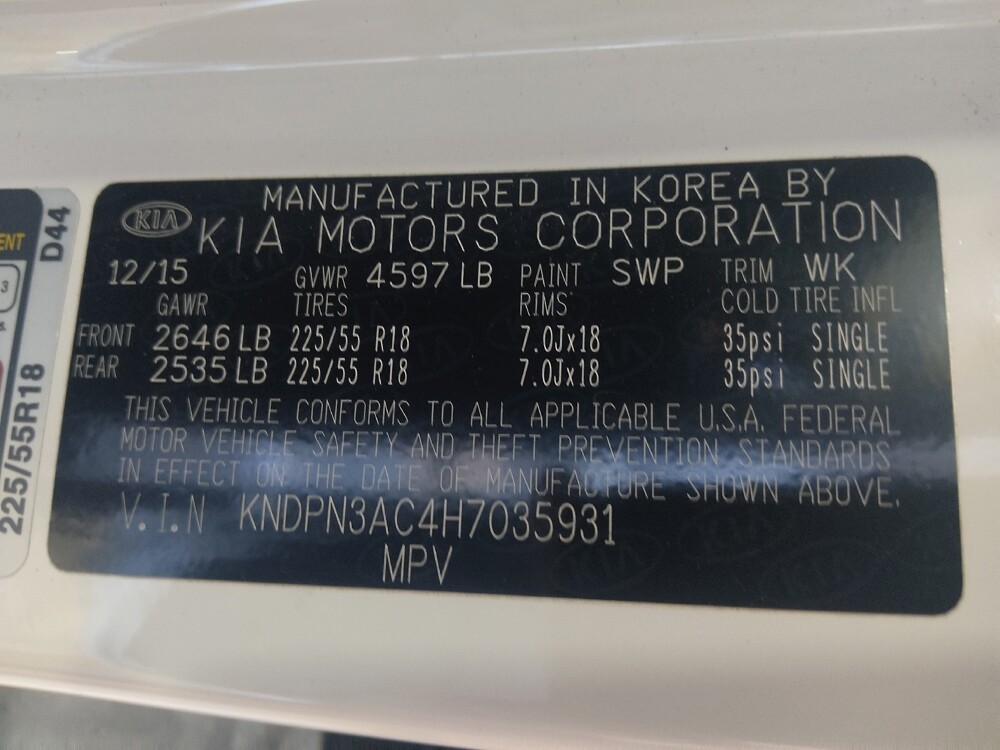 MANUFACTURED IN KOREA BY
KIA KIA MOTORS CORPORATION
12/15 GVWR 4597 LB PAINT SWP TRIM WK
GAWR TIRES RIMS COLD TIRE INFL
FRONT 2646 LB 225/55 R18 7.0Jx18 35psi SINGLE
REAR 2535 LB 225/55 R18 7.0Jx18 35psi SINGLE
THIS VEHICLE CONFORMS TO ALL APPLICABLE U.S.A. FEDERAL
MOTOR VEHICLE SAFETY AND THEFT PREVENTION STANDARDS
IN EFFECT ON THE DATE OF MANUFACTURE SHOWN ABOVE.
V.I.N KNDPN3AC4H7035931
MPV
225/55R18 D44
ENT
3